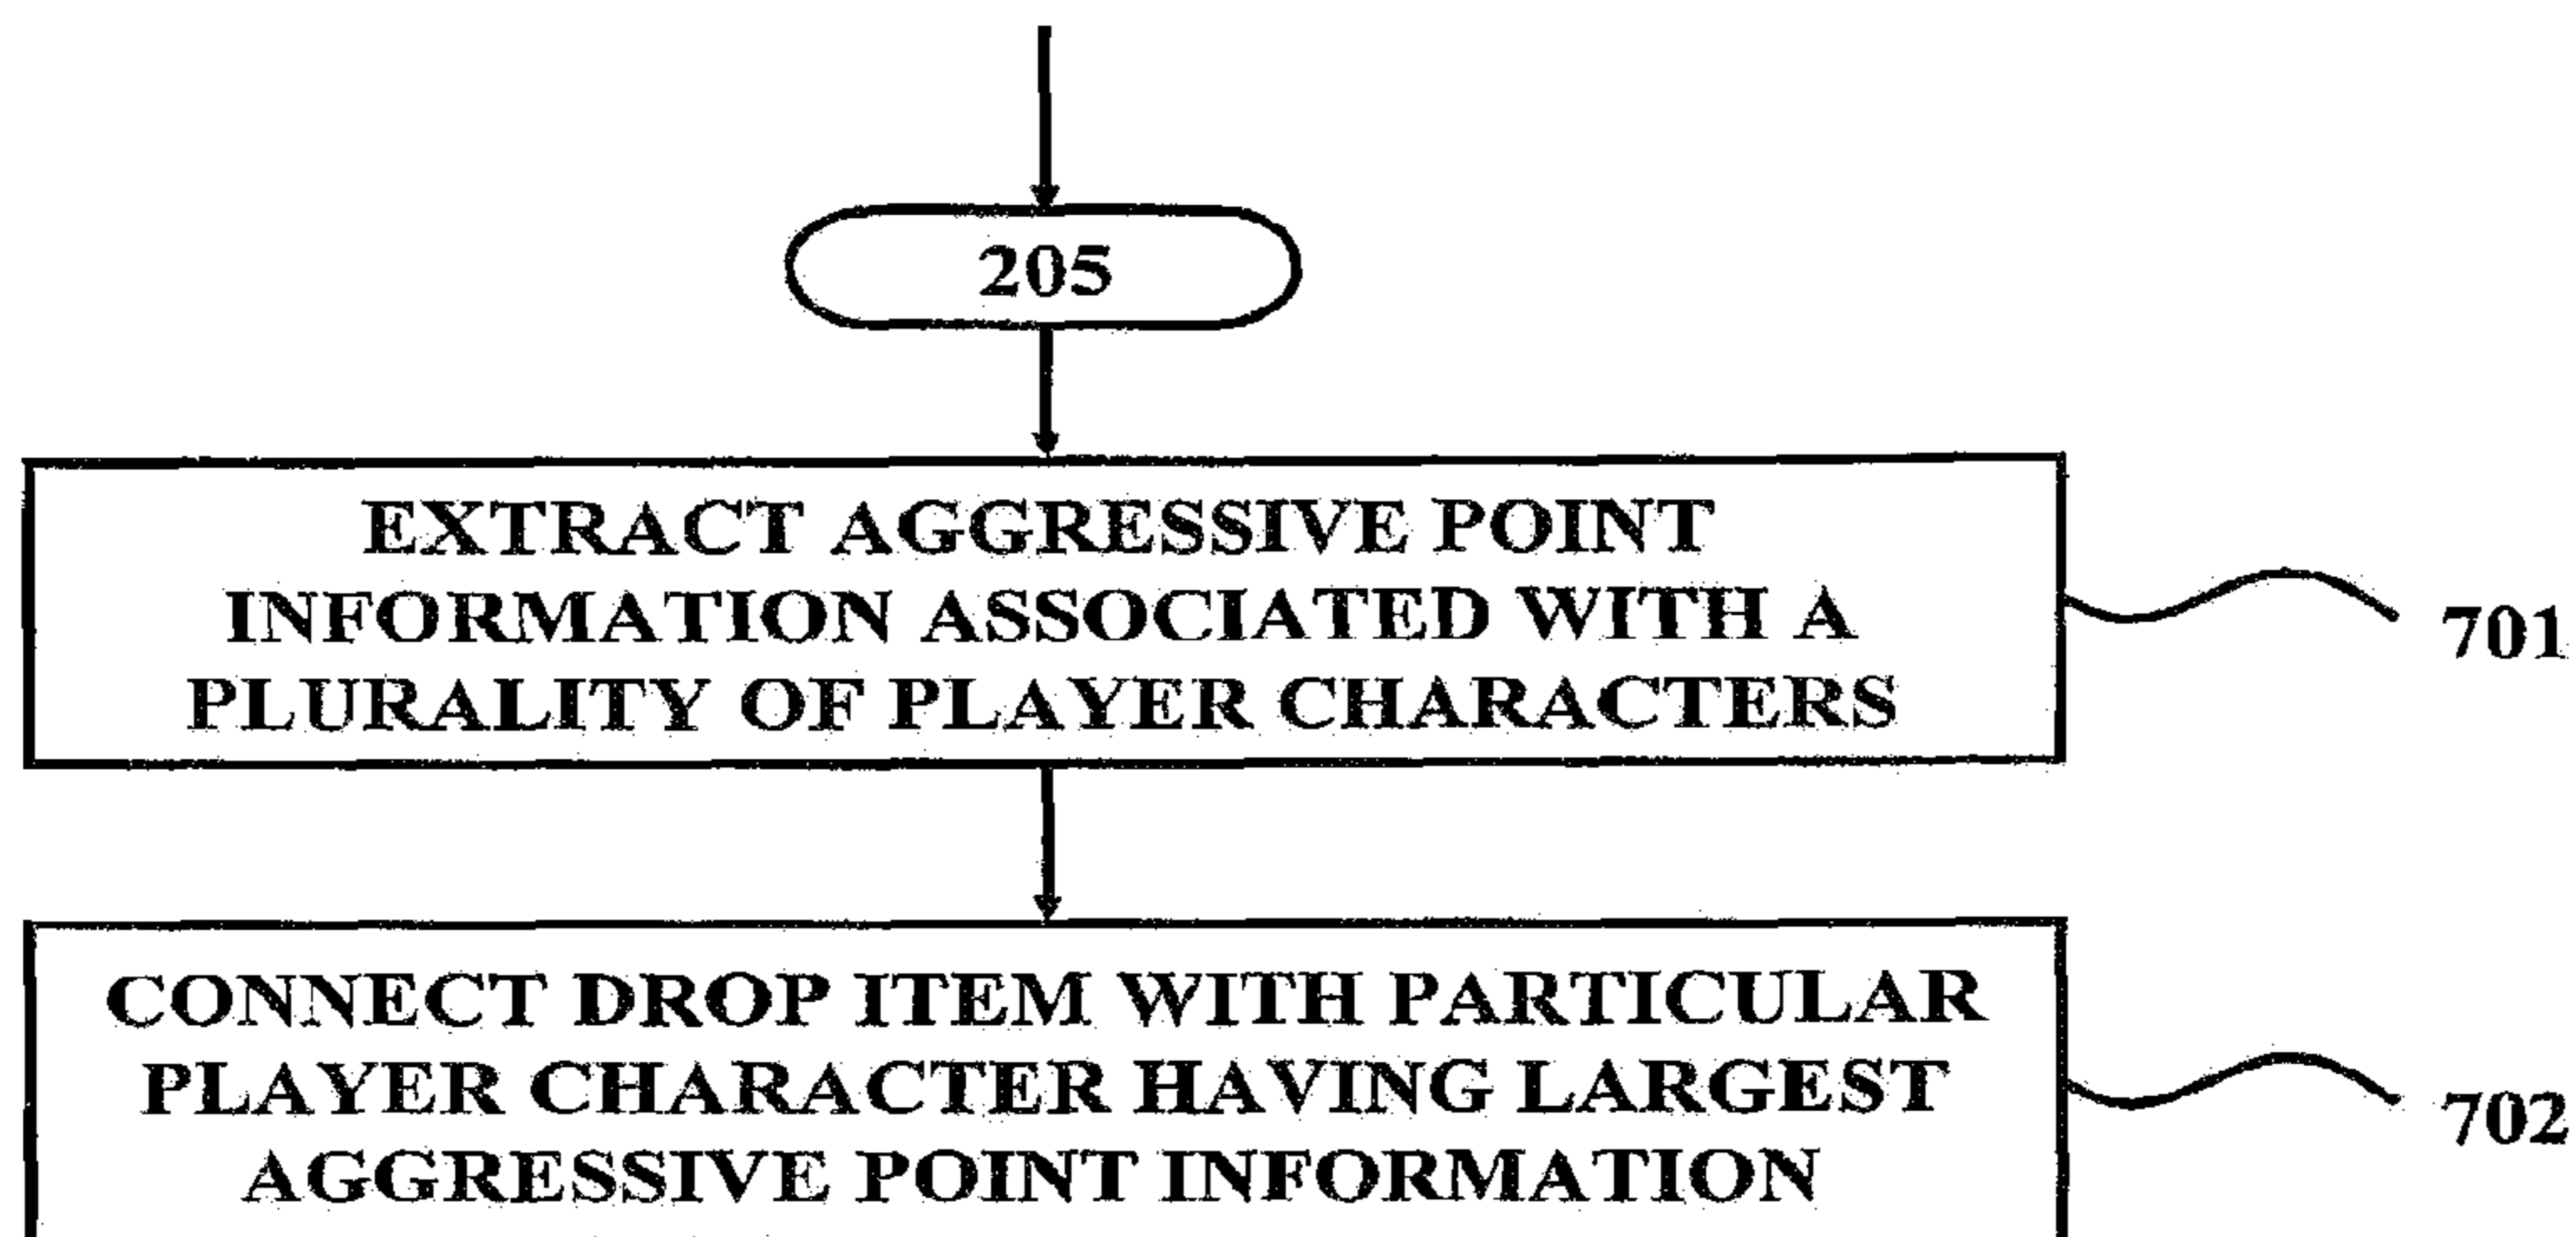 205
EXTRACT AGGRESSIVE POINT
INFORMATION ASSOCIATED WITH A
PLURALITY OF PLAYER CHARACTERS
701
CONNECT DROP ITEM WITH PARTICULAR
PLAYER CHARACTER HAVING LARGEST
AGGRESSIVE POINT INFORMATION
702